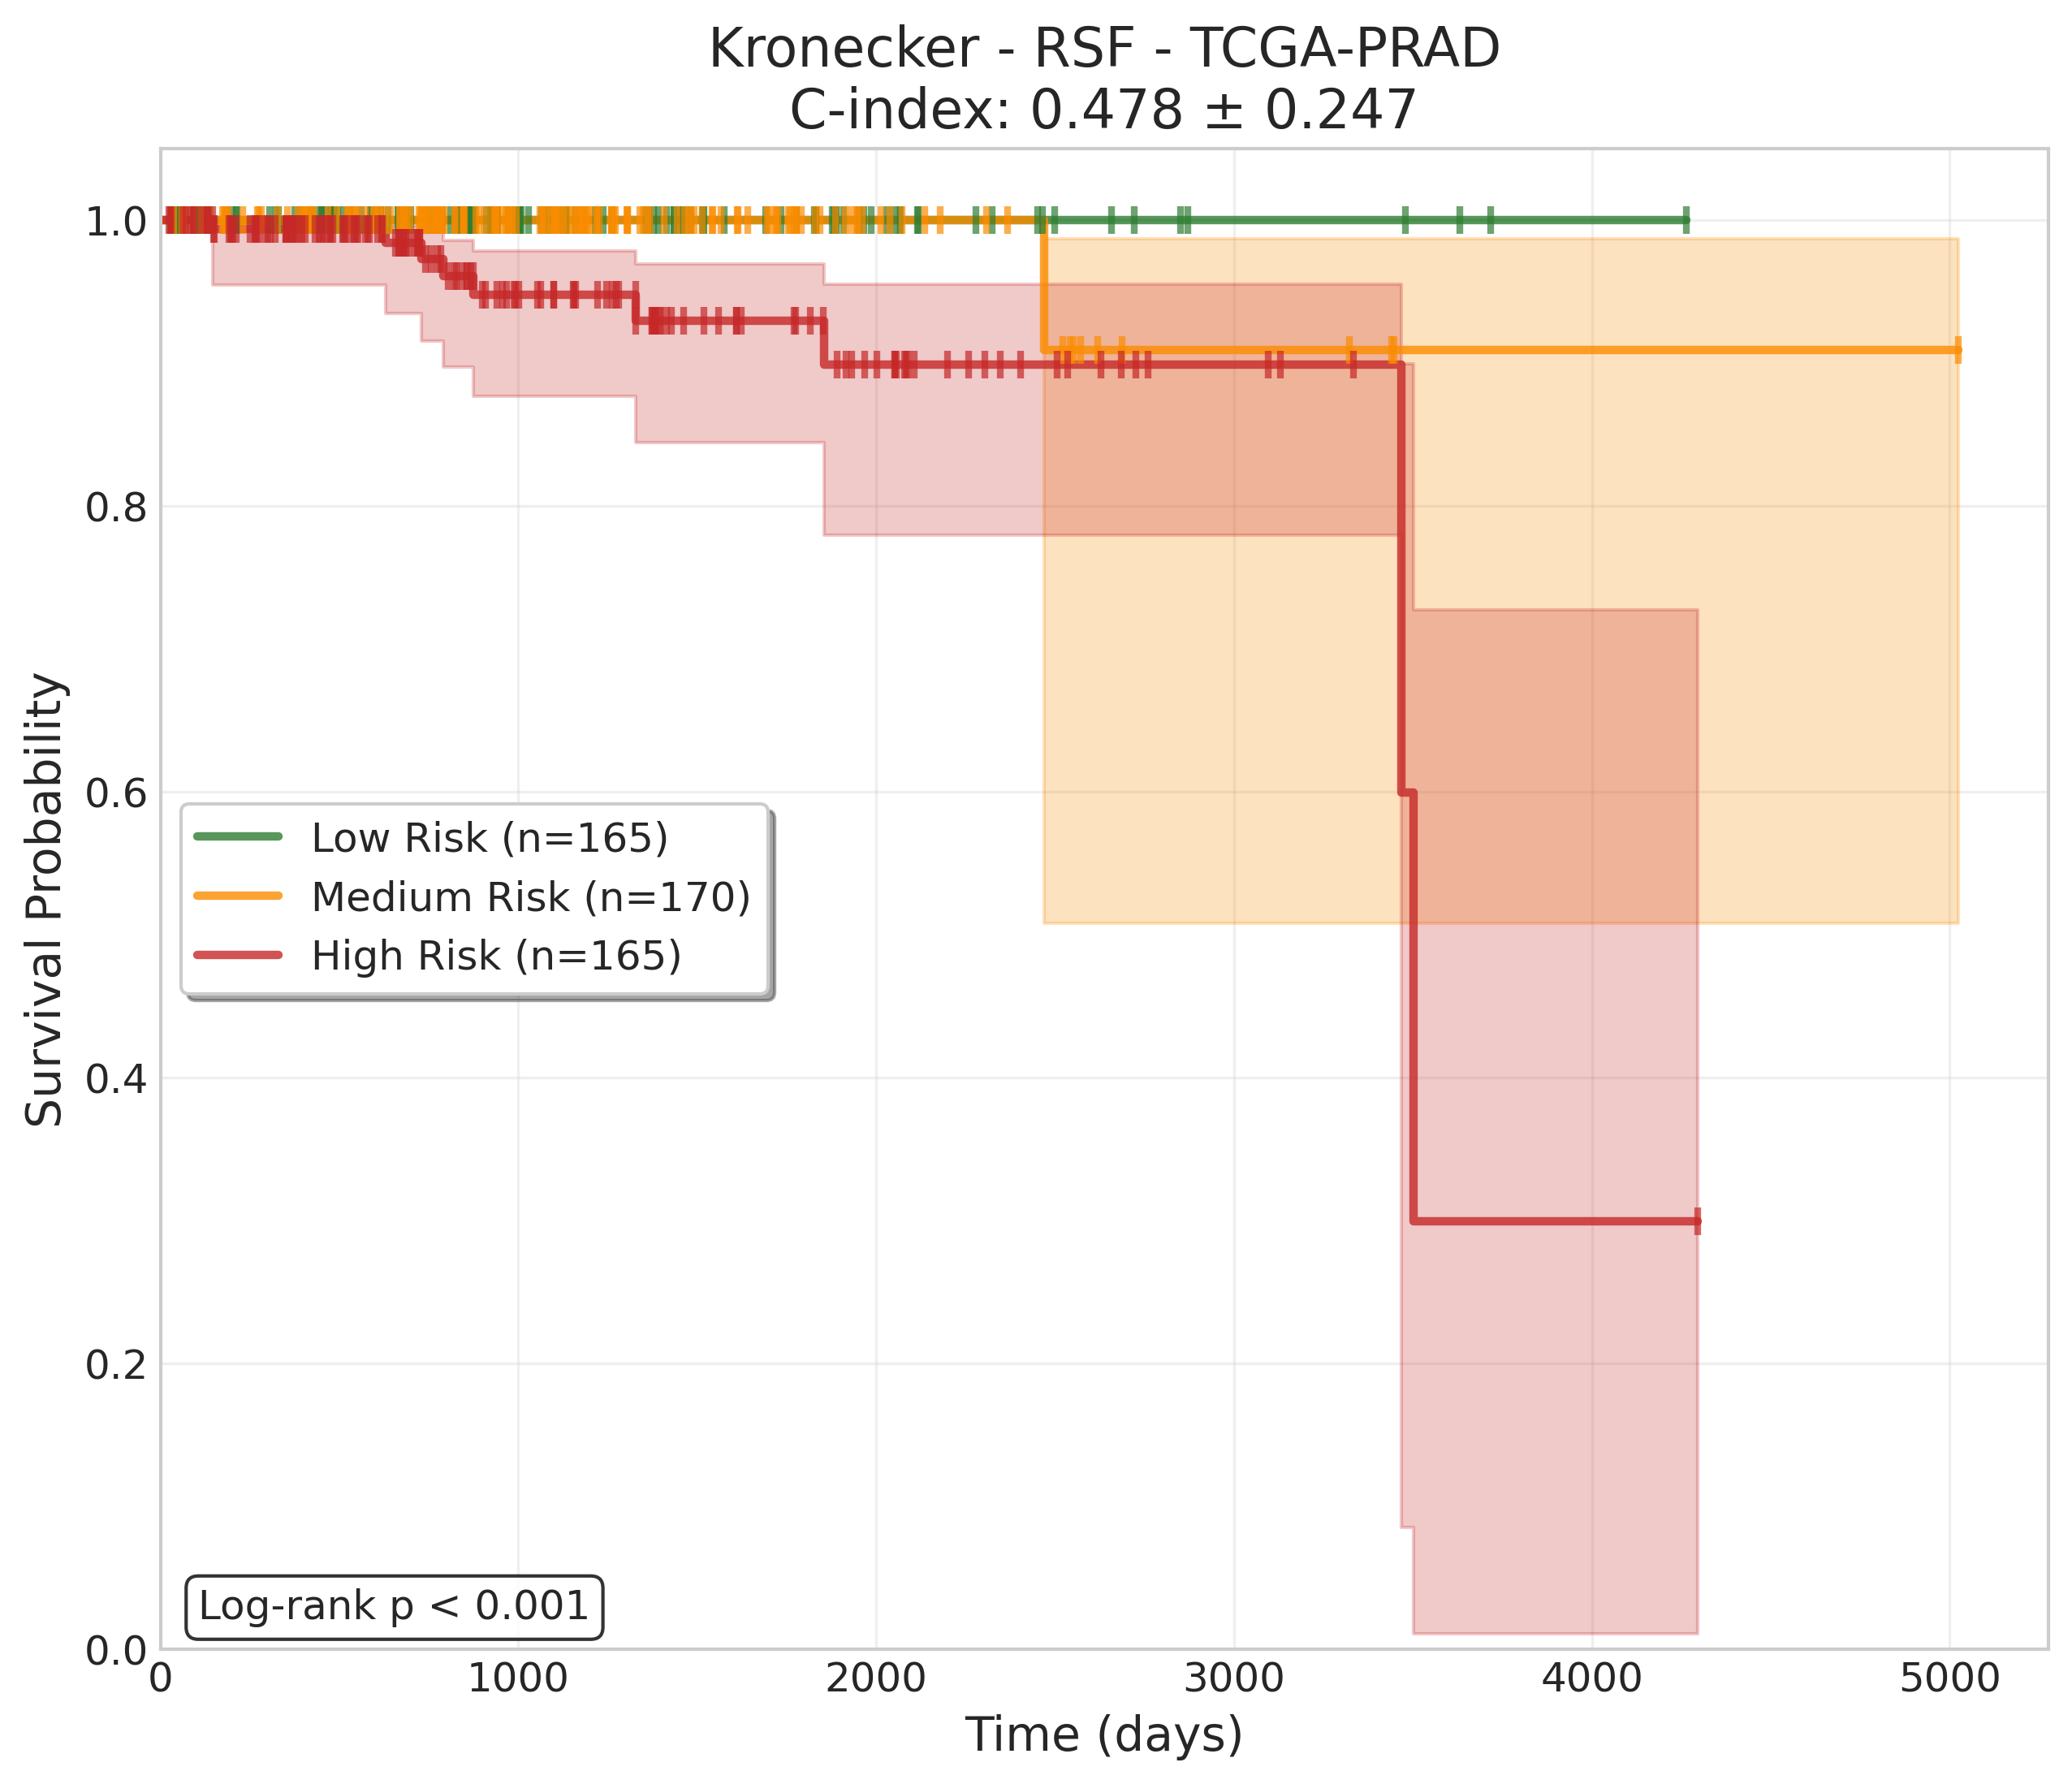 Kronecker - RSF - TCGA-PRAD
C-index: 0.478 ± 0.247
Survival Probability
1.0
0.8
0.6
0.4
0.2
0.0
Low Risk (n=165)
Medium Risk (n=170)
High Risk (n=165)
Log-rank p < 0.001
0 1000 2000 3000 4000 5000
Time (days)